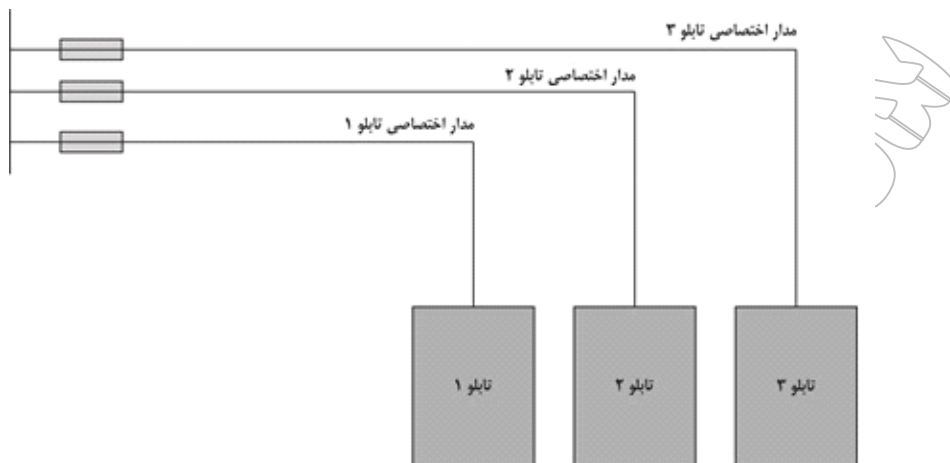 مدار اختصاصی تابلو ۳
مدار اختصاصی تابلو ۲
مدار اختصاصی تابلو ۱
تابلو ۳
تابلو ۲
تابلو ۱